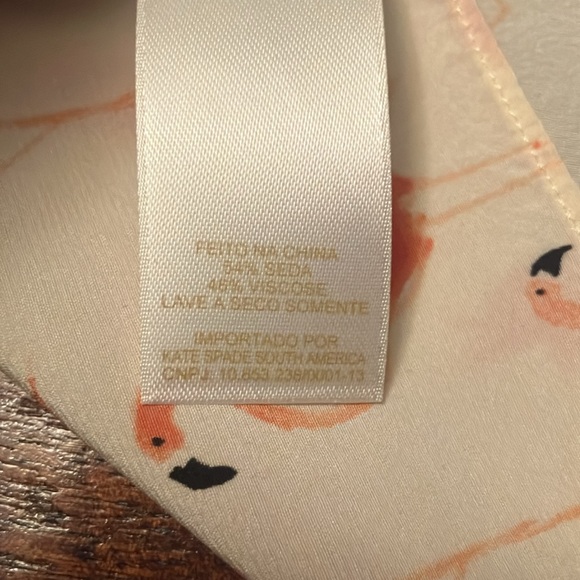 FEITO NA CHINA
54% SEDA
46% VISCOSE
LAVE A SECO SOMENTE
IMPORTADO POR
KATE SPADE SOUTH AMERICA
CNPJ. 10.853.238/0001-13